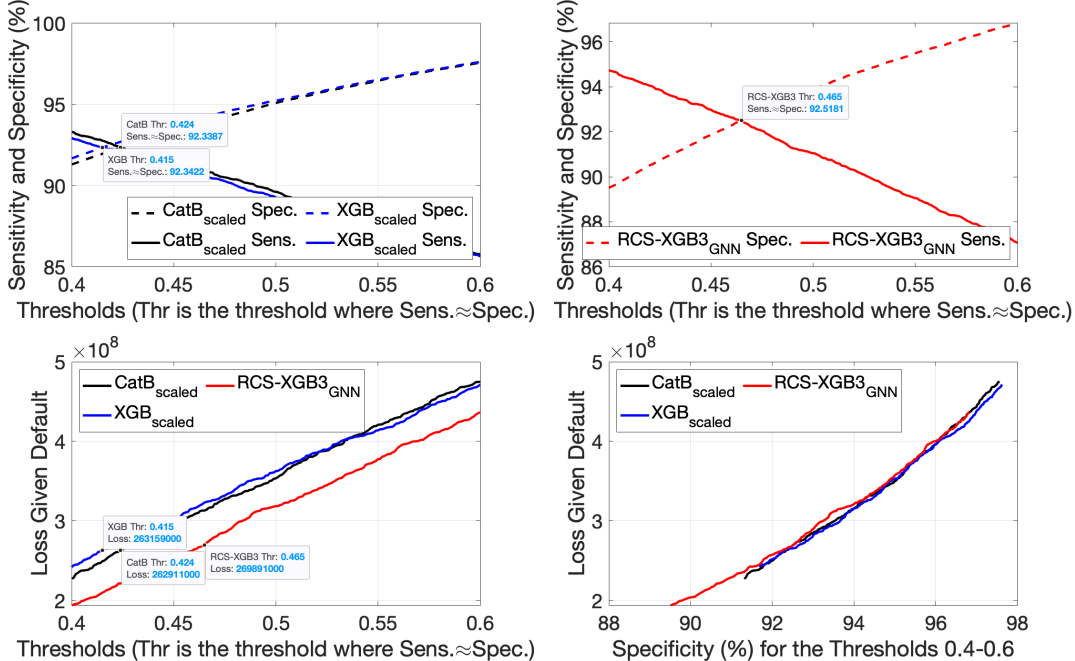 Sensitivity and Specificity (%)
100
95
90
85
CatB Thr: 0.424
Sens.≈Spec.: 92.3387
XGB Thr: 0.415
Sens.≈Spec.: 92.3422
CatBscaled Spec. XGBscaled Spec.
CatBscaled Sens. XGBscaled Sens.
0.4 0.45 0.5 0.55 0.6
Thresholds (Thr is the threshold where Sens.≈Spec.)
Sensitivity and Specificity (%)
96
94
92
90
88
86
RCS-XGB3 Thr: 0.465
Sens.≈Spec.: 92.5181
RCS-XGB3GNN Spec. RCS-XGB3GNN Sens.
0.4 0.45 0.5 0.55 0.6
Thresholds (Thr is the threshold where Sens.≈Spec.)
×10^8
Loss Given Default
5
4
3
2
CatBscaled RCS-XGB3GNN
XGBscaled
XGB Thr: 0.415
Loss: 263159000
CatB Thr: 0.424
Loss: 262911000
RCS-XGB3 Thr: 0.465
Loss: 269891000
0.4 0.45 0.5 0.55 0.6
Thresholds (Thr is the threshold where Sens.≈Spec.)
×10^8
Loss Given Default
5
4
3
2
CatBscaled RCS-XGB3GNN
XGBscaled
88 90 92 94 96 98
Specificity (%) for the Thresholds 0.4-0.6